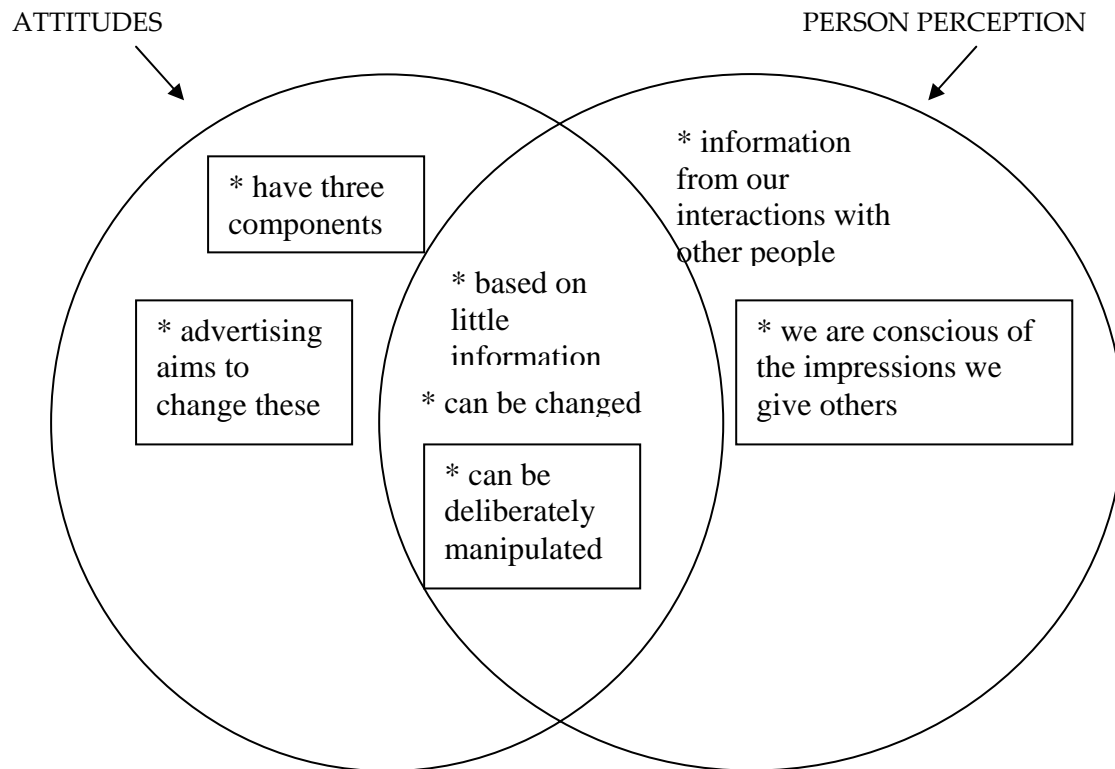 ATTITUDES
PERSON PERCEPTION
* have three
components
* advertising
aims to
change these
* based on
little
information
* can be changed
* can be
deliberately
manipulated
* information
from our
interactions with
other people
* we are conscious of
the impressions we
give others